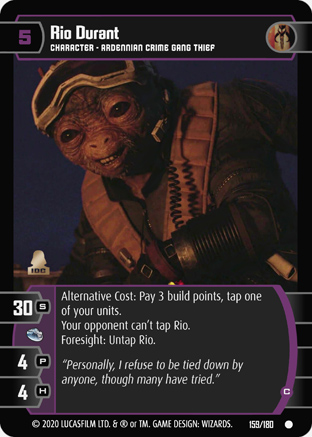 5
Rio Durant
CHARACTER - ARDENNIAN CRIME GANG THIEF
IDC
30 S
4 P
4 H
Alternative Cost: Pay 3 build points, tap one
of your units.
Your opponent can't tap Rio.
Foresight: Untap Rio.
"Personally, I refuse to be tied down by
anyone, though many have tried."
C
© 2020 LUCASFILM LTD. & ® or TM. GAME DESIGN: WIZARDS.
159/180